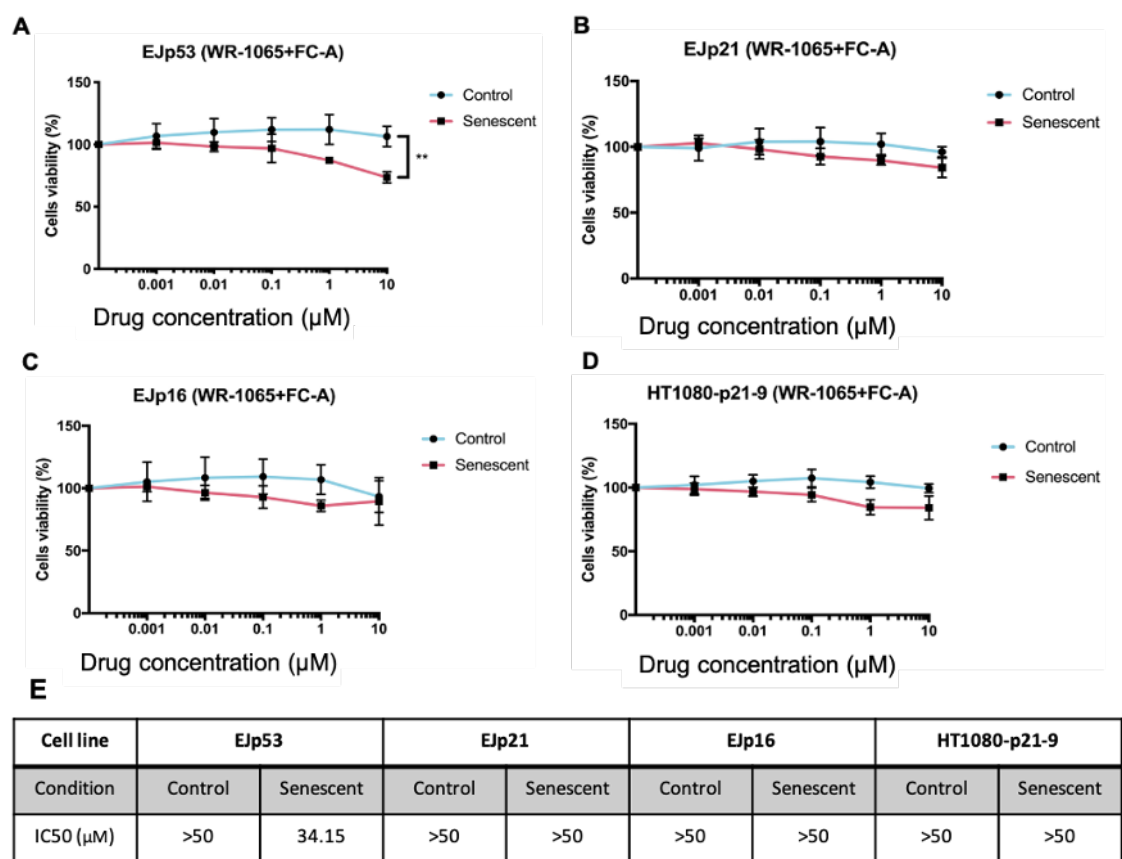 A
EJp53 (WR-1065+FC-A)
150
100
50
0
Cells viability (%)
0.001 0.01 0.1 1 10
Drug concentration (µM)
Control
Senescent
**
B
EJp21 (WR-1065+FC-A)
150
100
50
0
Cells viability (%)
0.001 0.01 0.1 1 10
Drug concentration (µM)
Control
Senescent
C
EJp16 (WR-1065+FC-A)
150
100
50
0
Cells viability (%)
0.001 0.01 0.1 1 10
Drug concentration (µM)
Control
Senescent
D
HT1080-p21-9 (WR-1065+FC-A)
150
100
50
0
Cells viability (%)
0.001 0.01 0.1 1 10
Drug concentration (µM)
Control
Senescent
E
Cell line EJp53 EJp21 EJp16 HT1080-p21-9
Condition Control Senescent Control Senescent Control Senescent Control Senescent
IC50 (µM) >50 34.15 >50 >50 >50 >50 >50 >50